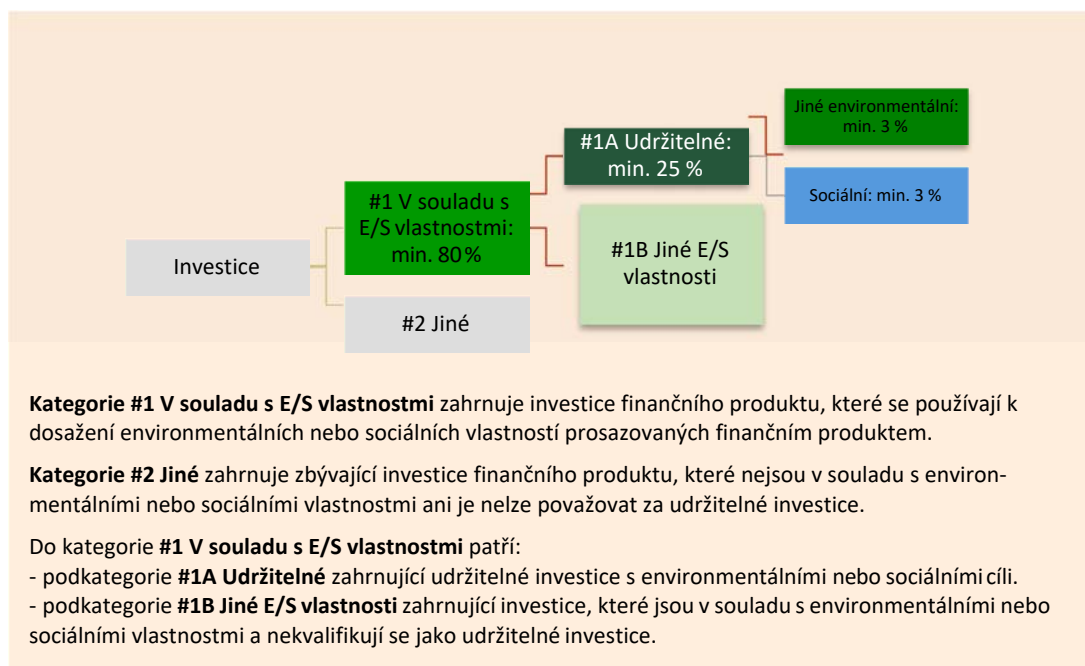 Jiné environmentální:
min. 3 %
#1A Udržitelné:
min. 25 %
Sociální: min. 3 %
#1 V souladu s
E/S vlastnostmi:
min. 80 %
#1B Jiné E/S
vlastnosti
Investice
#2 Jiné
Kategorie #1 V souladu s E/S vlastnostmi zahrnuje investice finančního produktu, které se používají k
dosažení environmentálních nebo sociálních vlastností prosazovaných finančním produktem.
Kategorie #2 Jiné zahrnuje zbývající investice finančního produktu, které nejsou v souladu s environ-
mentálními nebo sociálními vlastnostmi ani je nelze považovat za udržitelné investice.
Do kategorie #1 V souladu s E/S vlastnostmi patří:
- podkategorie #1A Udržitelné zahrnující udržitelné investice s environmentálními nebo sociálními cíli.
- podkategorie #1B Jiné E/S vlastnosti zahrnující investice, které jsou v souladu s environmentálními nebo
sociálními vlastnostmi a nekvalifikují se jako udržitelné investice.